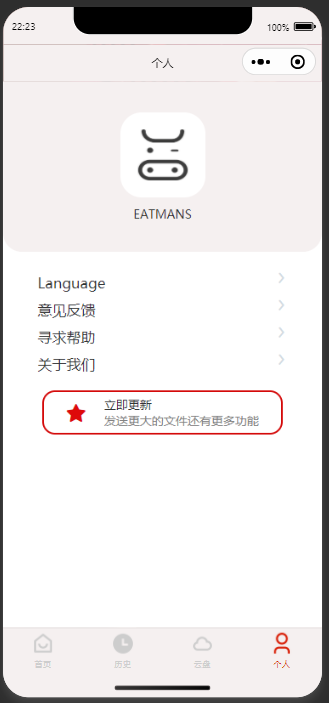 22:23
100%
个人
EATMANS
Language
意见反馈
寻求帮助
关于我们
立即更新
发送更大的文件还有更多功能
首页
历史
云盘
个人